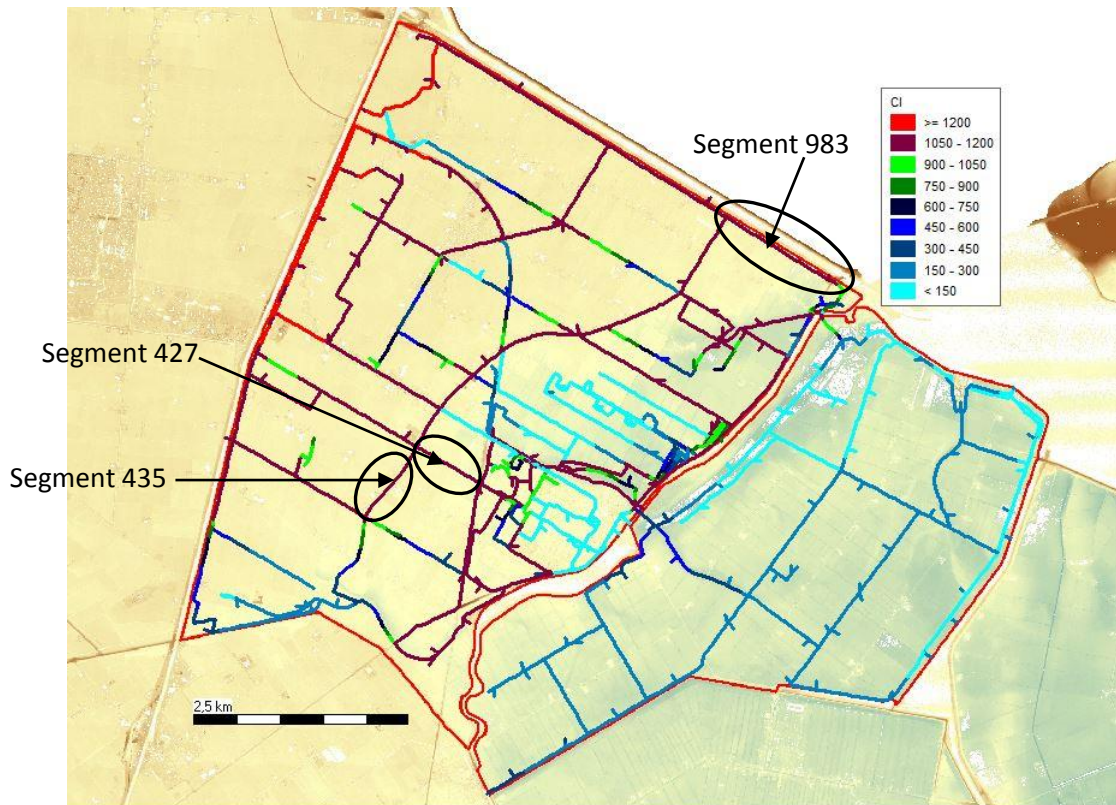 Segment 983
Cl
>= 1200
1050 - 1200
900 - 1050
750 - 900
600 - 750
450 - 600
300 - 450
150 - 300
< 150
Segment 427
Segment 435
2,5 km